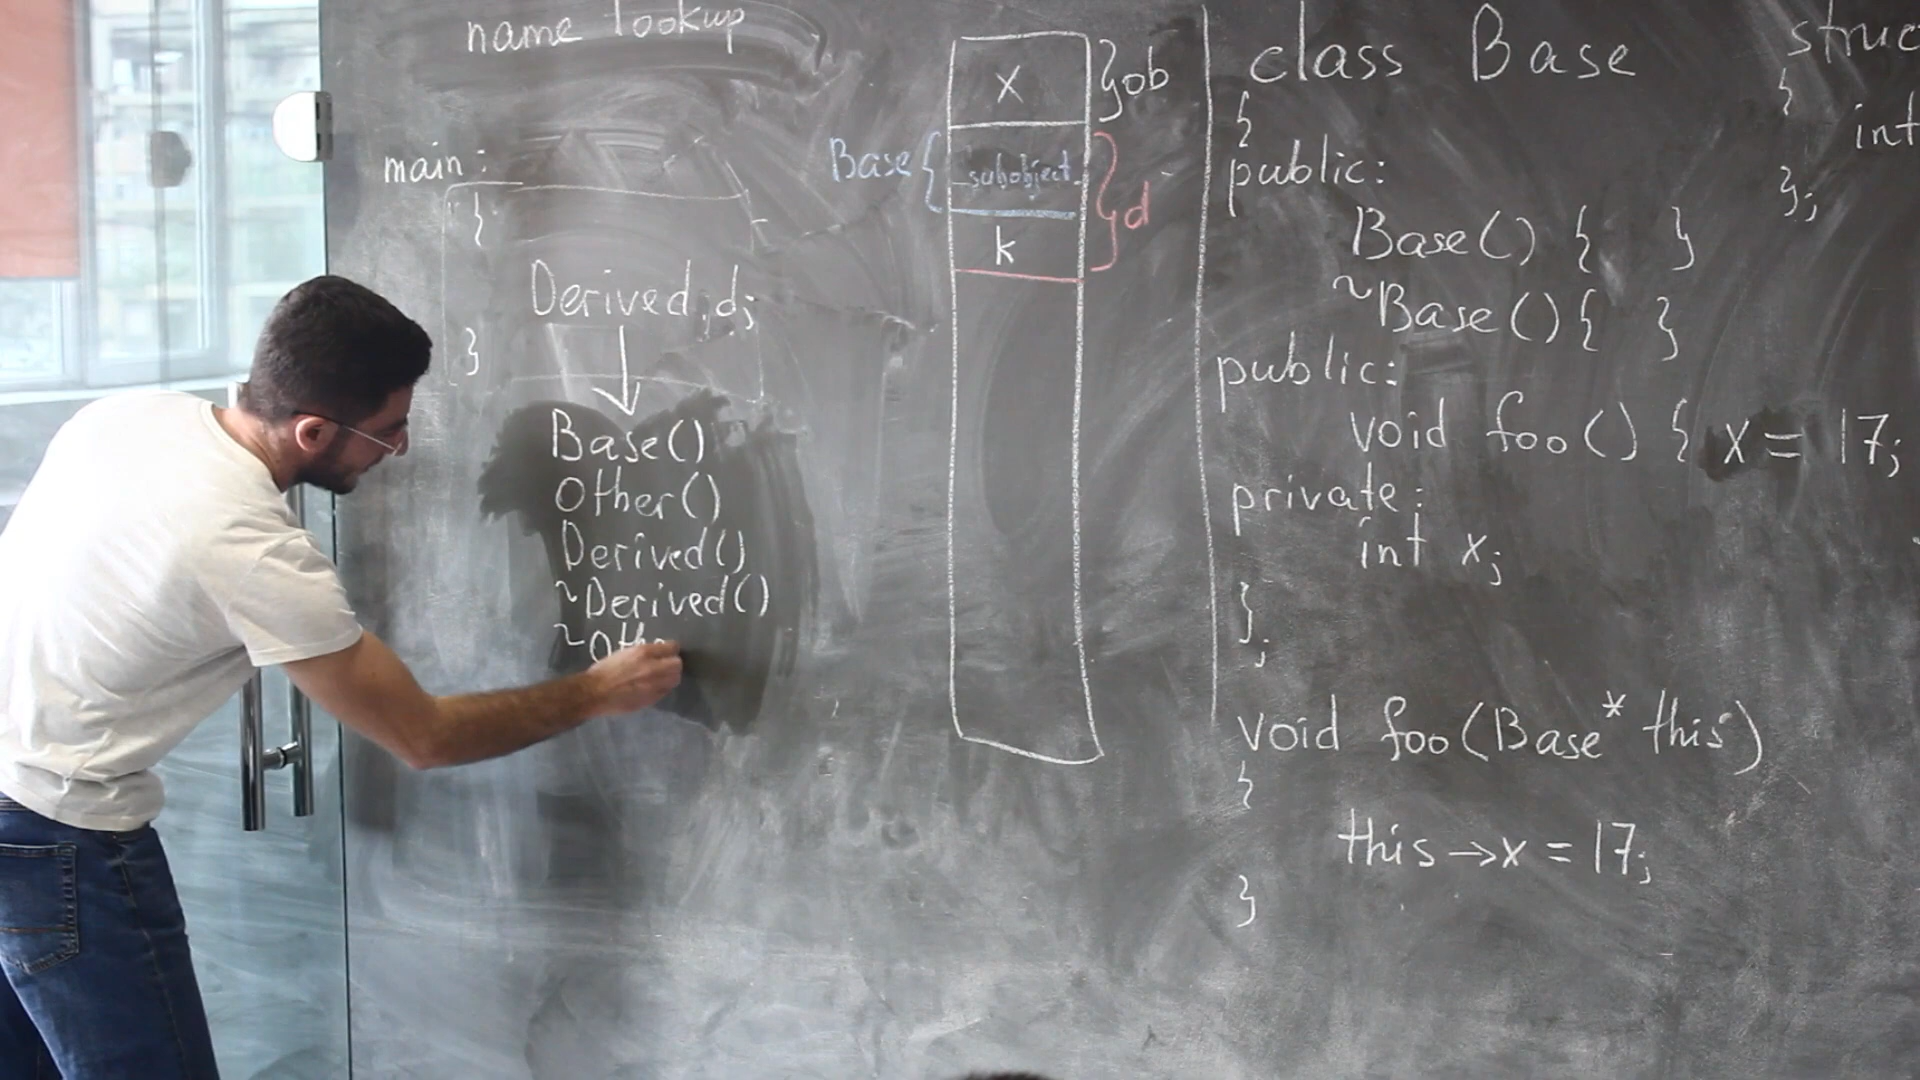 name lookup
main:
{
Derived d;
}
Base()
Other()
Derived()
~Derived()
~Othe
x
} ob
Base {
subobject
} d
k
class Base
{
public:
Base() { }
~Base() { }
public:
void foo() { x = 17;
private:
int x;
};
void foo(Base* this)
{
this->x = 17;
}
struc
{
int
};